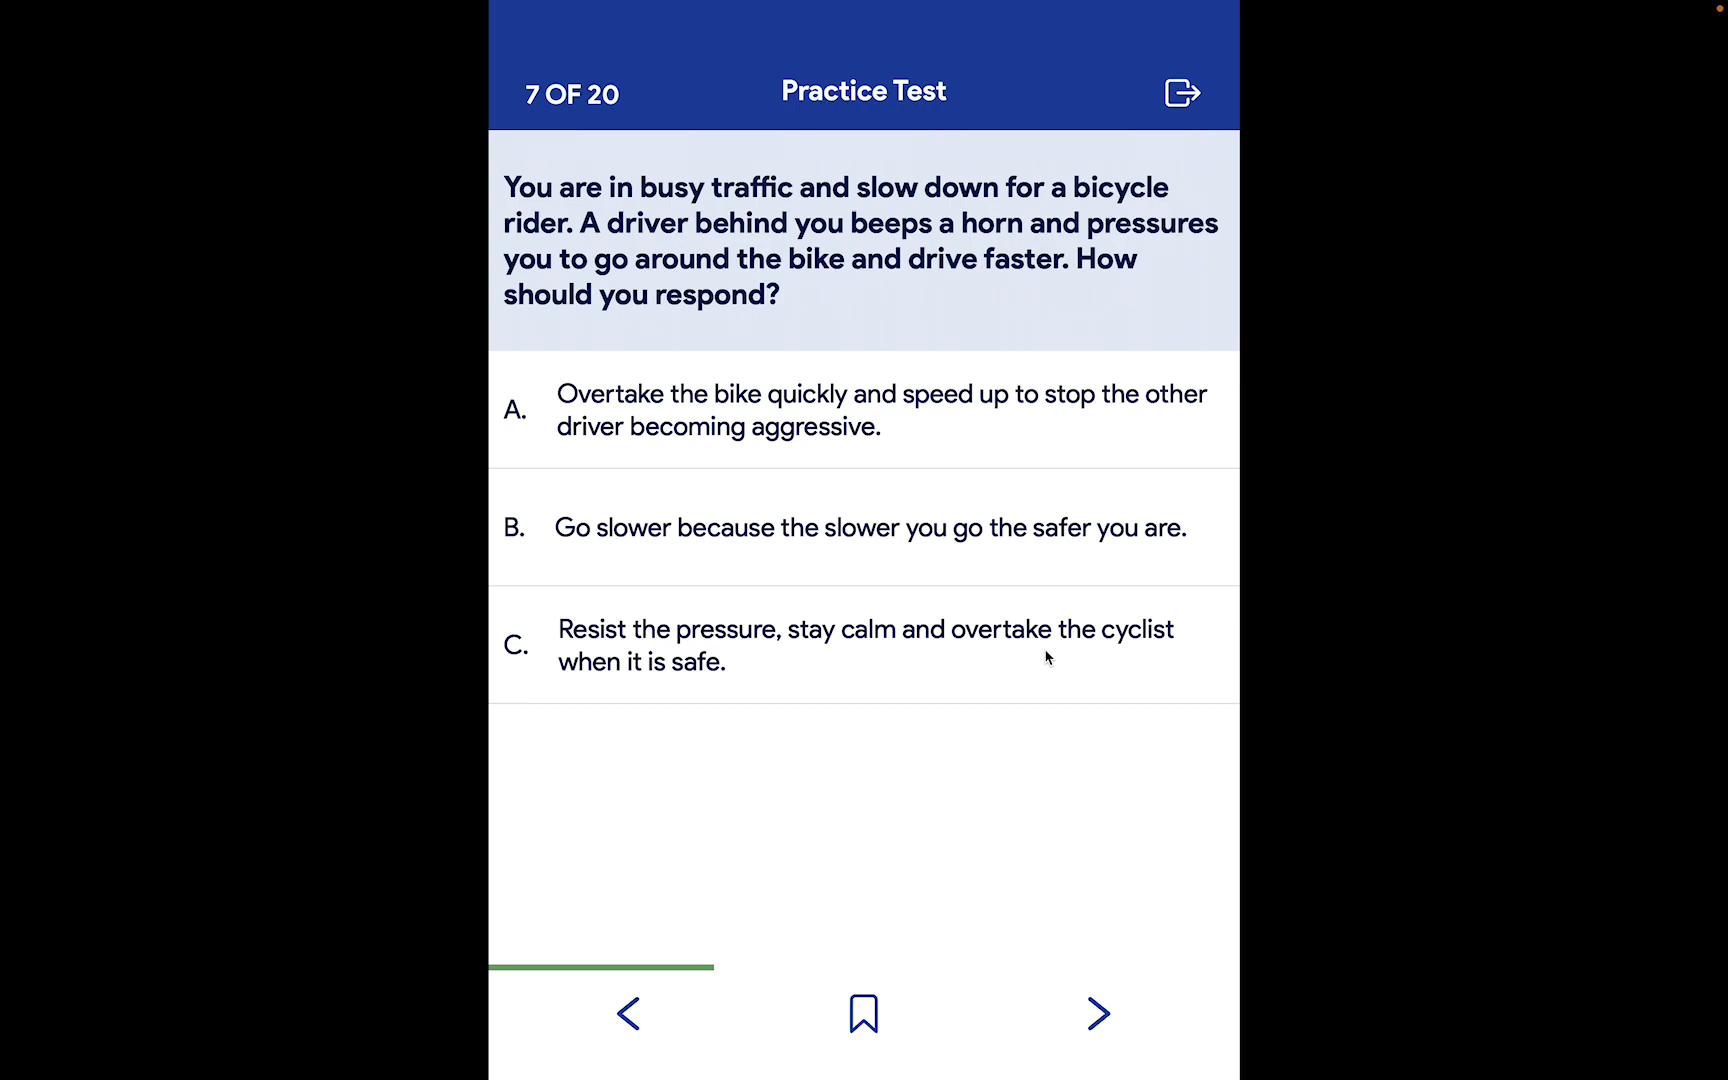 7 OF 20
Practice Test
You are in busy traffic and slow down for a bicycle
rider. A driver behind you beeps a horn and pressures
you to go around the bike and drive faster. How
should you respond?
A.
Overtake the bike quickly and speed up to stop the other
driver becoming aggressive.
B.
Go slower because the slower you go the safer you are.
C.
Resist the pressure, stay calm and overtake the cyclist
when it is safe.